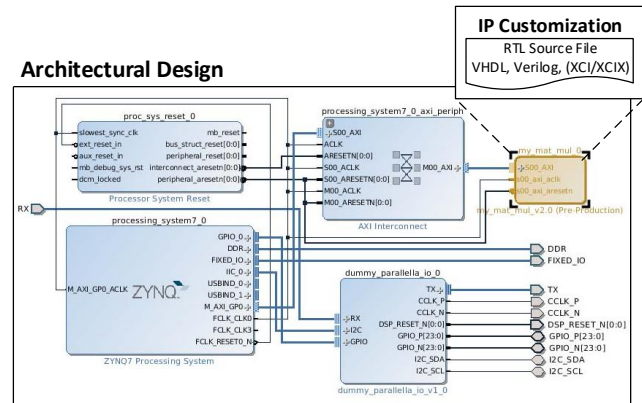 IP Customization
RTL Source File
VHDL, Verilog, (XCI/XCIX)
Architectural Design
proc_sys_reset_0
slowest_sync_clk
ext_reset_in
aux_reset_in
mb_debug_sys_rst
dcm_locked
mb_reset
bus_struct_reset[0:0]
peripheral_reset[0:0]
interconnect_aresetn[0:0]
peripheral_aresetn[0:0]
Processor System Reset
processing_system7_0_axi_periph
S00_AXI
ACLK
ARESETN[0:0]
S00_ACLK
S00_ARESETN[0:0]
M00_ACLK
M00_ARESETN[0:0]
M00_AXI
AXI Interconnect
my_mat_mul_0
S00_AXI
s00_axi_aclk
s00_axi_aresetn
my_mat_mul_v2.0 (Pre-Production)
RX
processing_system7_0
M_AXI_GP0_ACLK
ZYNQ
GPIO_0
DDR
FIXED_IO
IIC_0
USBIND_0
USBIND_1
M_AXI_GP0
FCLK_CLK0
FCLK_CLK3
FCLK_RESET0_N
ZYNQ7 Processing System
dummy_parallella_io_0
RX
I2C
GPIO
TX
CCLK_P
CCLK_N
DSP_RESET_N[0:0]
GPIO_P[23:0]
GPIO_N[23:0]
I2C_SDA
I2C_SCL
dummy_parallella_io_v1_0
DDR
FIXED_IO
TX
CCLK_P
CCLK_N
DSP_RESET_N[0:0]
GPIO_P[23:0]
GPIO_N[23:0]
I2C_SDA
I2C_SCL